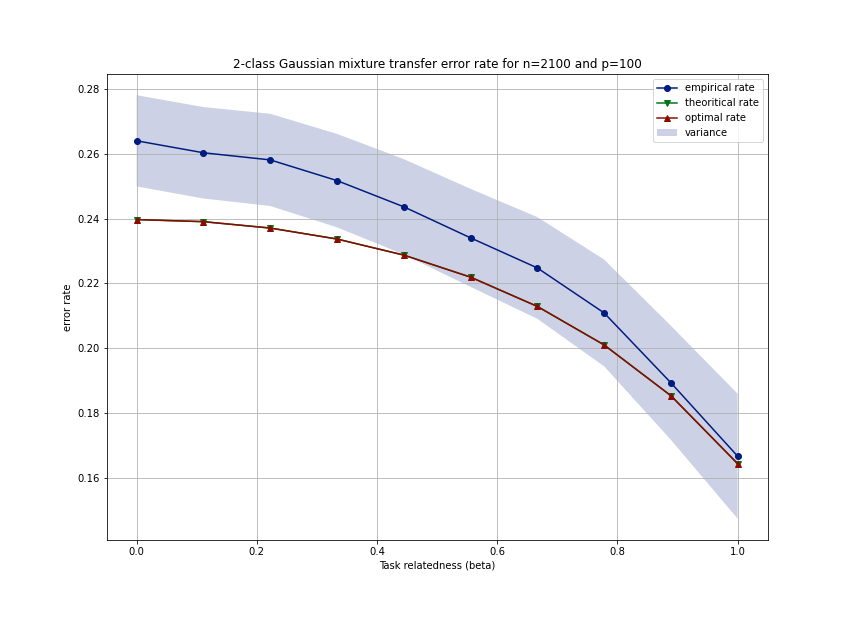 2-class Gaussian mixture transfer error rate for n=2100 and p=100
empirical rate
theoritical rate
optimal rate
variance
0.28
0.26
0.24
0.22
0.20
0.18
0.16
error rate
0.0 0.2 0.4 0.6 0.8 1.0
Task relatedness (beta)